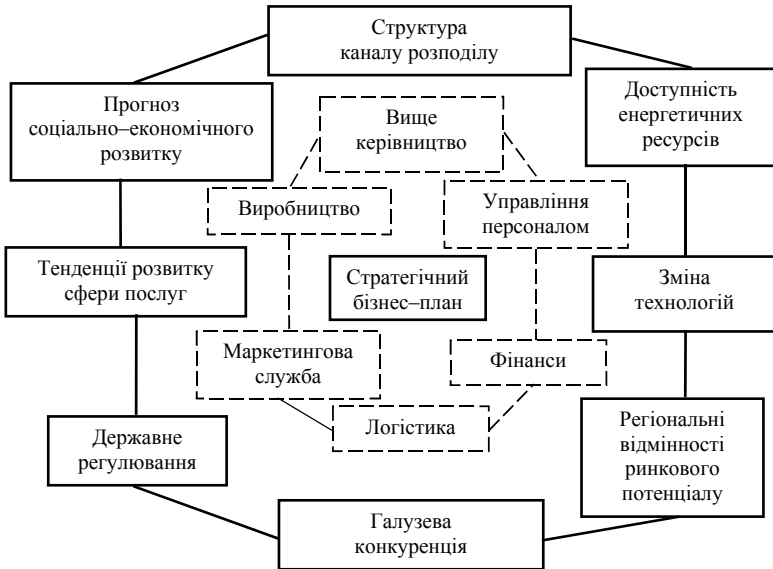 Структура
каналу розподілу
Прогноз
соціально–економічного
розвитку
Вище
керівництво
Доступність
енергетичних
ресурсів
Виробництво
Управління
персоналом
Тенденції розвитку
сфери послуг
Стратегічний
бізнес–план
Зміна
технологій
Маркетингова
служба
Фінанси
Державне
регулювання
Логістика
Регіональні
відмінності
ринкового
потенціалу
Галузева
конкуренція